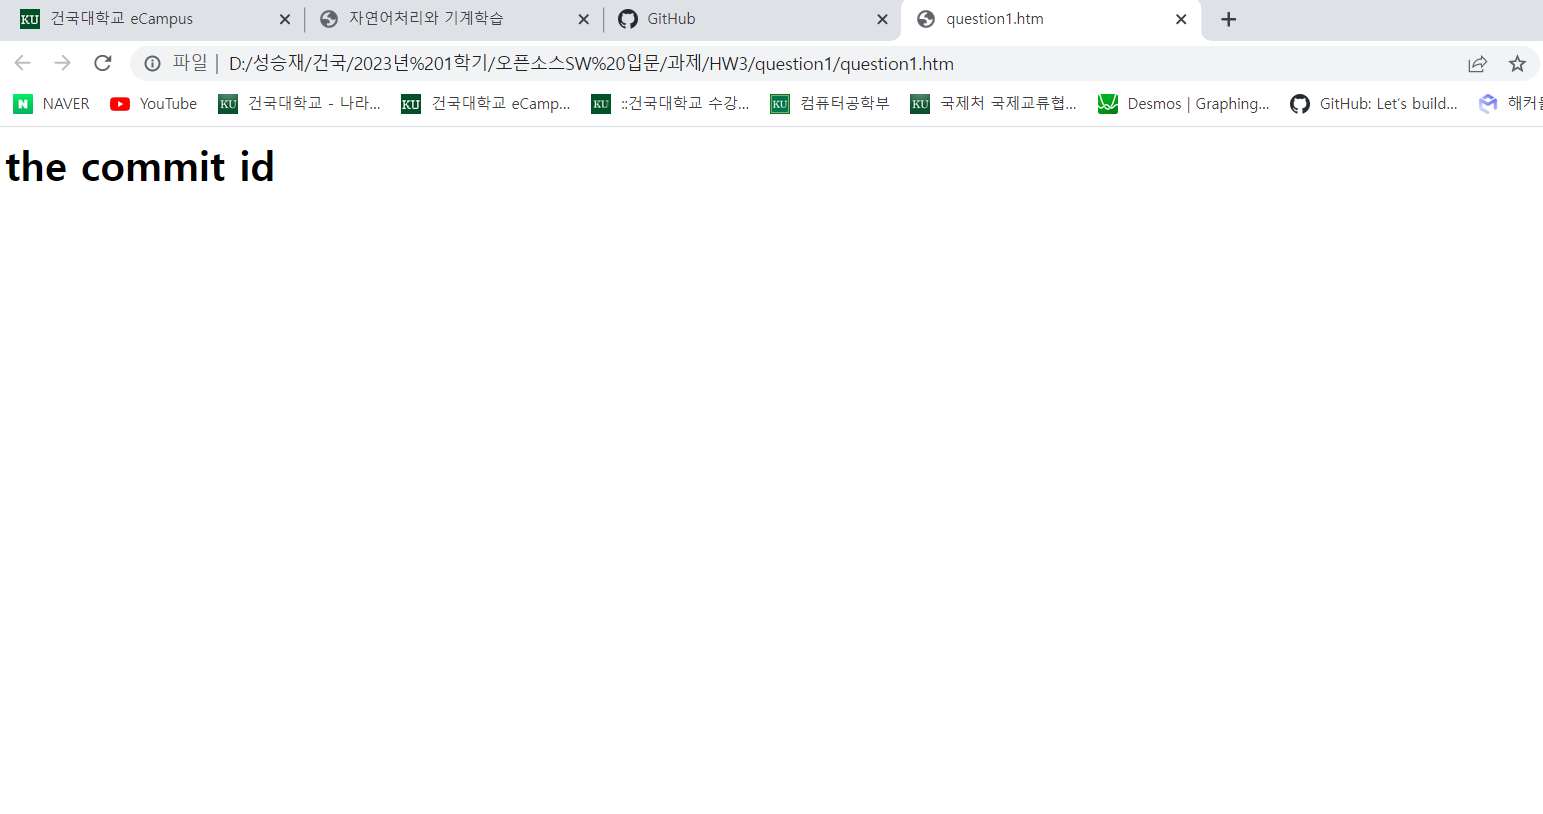 KU 건국대학교 eCampus 자연어처리와 기계학습 GitHub question1.htm
파일 | D:/성승재/건국/2023년%201학기/오픈소스SW%20입문/과제/HW3/question1/question1.htm
N NAVER YouTube KU 건국대학교 - 나라... KU 건국대학교 eCamp... KU ::건국대학교 수강... KU 컴퓨터공학부 KU 국제처 국제교류협... Desmos | Graphing... GitHub: Let's build... 해커
the commit id